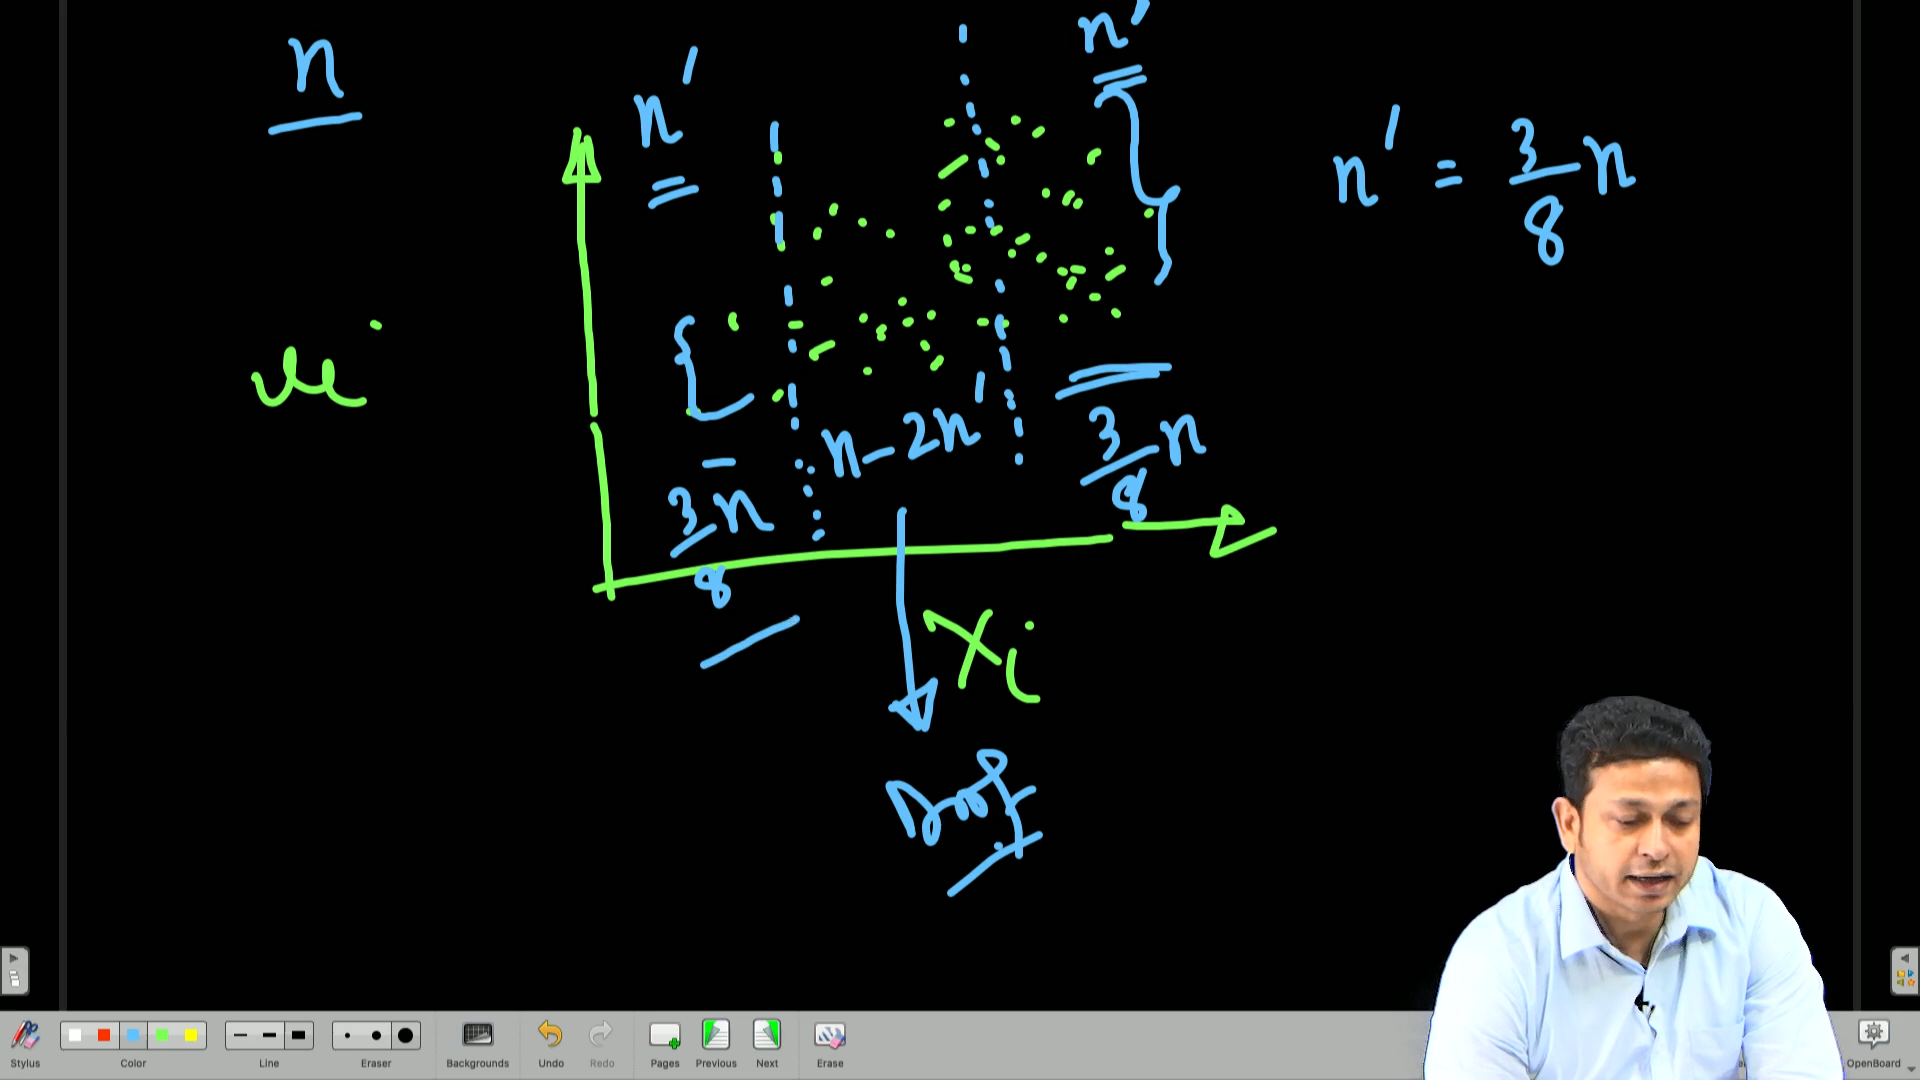 n
n'
n'
n' = 3/8 n
u
n-2n'
3/8 n
3/8 n
Xi
Drop
Stylus
Color
Line
Eraser
Backgrounds
Undo
Redo
Pages
Previous
Next
Erase
OpenBoard